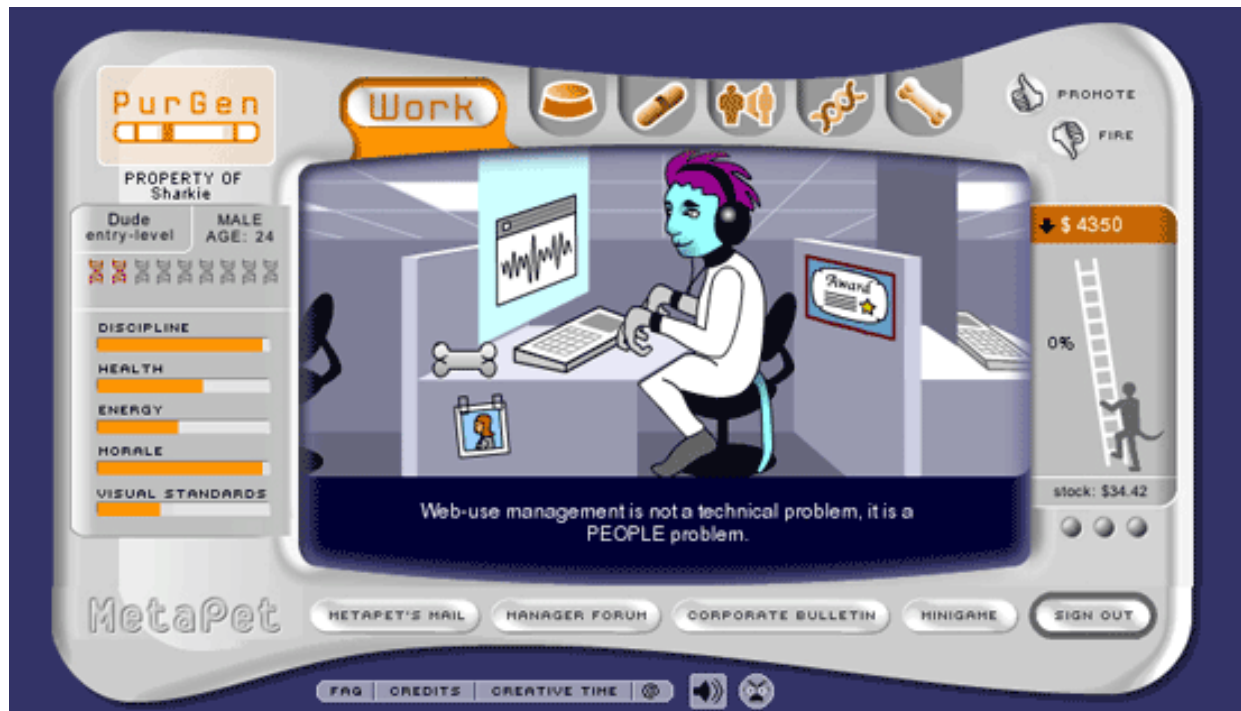 PurGen
PROPERTY OF
Sharkie
Dude
entry-level
MALE
AGE: 24
DISCIPLINE
HEALTH
ENERGY
MORALE
VISUAL STANDARDS
Work
PROMOTE
FIRE
$ 4350
0%
stock: $34.42
Award
Web-use management is not a technical problem, it is a
PEOPLE problem.
MetaPet
METAPET'S MAIL
MANAGER FORUM
CORPORATE BULLETIN
MINIGAME
SIGN OUT
FAQ
CREDITS
CREATIVE TIME
@